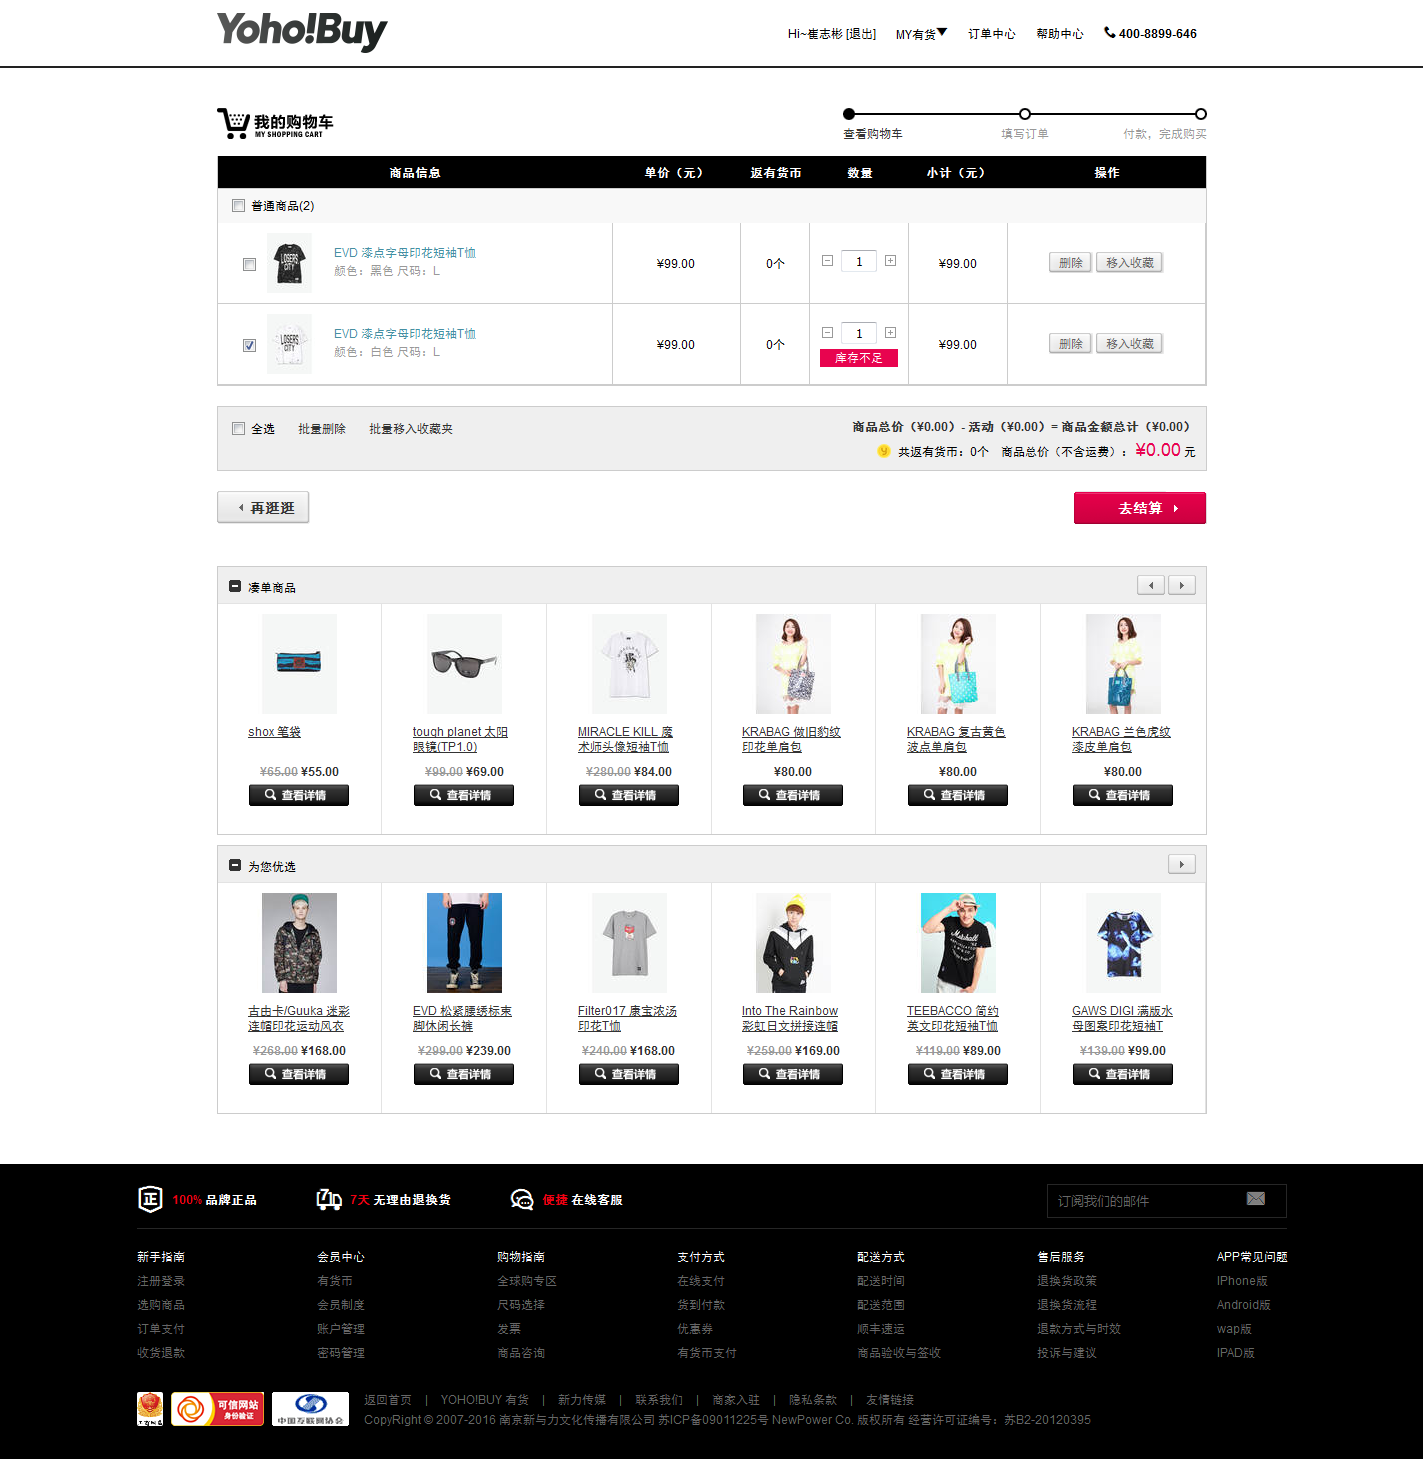 Yoho!Buy
Hi~崔志彬 [退出] MY有货 订单中心 帮助中心 400-8899-646
我的购物车
MY SHOPPING CART
查看购物车 填写订单 付款，完成购买
商品信息 单价（元） 返有货币 数量 小计（元） 操作
普通商品(2)
EVD 漆点字母印花短袖T恤
颜色：黑色 尺码：L
¥99.00 0个 1 ¥99.00 删除 移入收藏
LOSERS CITY
EVD 漆点字母印花短袖T恤
颜色：白色 尺码：L
¥99.00 0个 1 ¥99.00 删除 移入收藏
库存不足
LOSERS CITY
全选 批量删除 批量移入收藏夹
商品总价（¥0.00）- 活动（¥0.00）= 商品金额总计（¥0.00）
共返有货币：0个 商品总价（不含运费）：¥0.00 元
再逛逛 去结算
凑单商品
shox 笔袋
¥65.00 ¥55.00
查看详情
tough planet 太阳
眼镜(TP1.0)
¥99.00 ¥69.00
查看详情
MIRACLE KILL 魔
术师头像短袖T恤
¥280.00 ¥84.00
查看详情
KRABAG 做旧豹纹
印花单肩包
¥80.00
查看详情
KRABAG 复古黄色
波点单肩包
¥80.00
查看详情
KRABAG 兰色虎纹
漆皮单肩包
¥80.00
查看详情
为您优选
古由卡/Guuka 迷彩
连帽印花运动风衣
¥268.00 ¥168.00
查看详情
EVD 松紧腰绣标束
脚休闲长裤
¥299.00 ¥239.00
查看详情
Filter017 康宝浓汤
印花T恤
¥240.00 ¥168.00
查看详情
Into The Rainbow
彩虹日文拼接连帽
¥259.00 ¥169.00
查看详情
Marshall
TEEBACCO 简约
英文印花短袖T恤
¥119.00 ¥89.00
查看详情
GAWS DIGI 满版水
母图案印花短袖T
¥139.00 ¥99.00
查看详情
正 100% 品牌正品 7 7天 无理由退换货 便捷 在线客服 订阅我们的邮件
新手指南 会员中心 购物指南 支付方式 配送方式 售后服务 APP常见问题
注册登录 有货币 全球购专区 在线支付 配送时间 退换货政策 IPhone版
选购商品 会员制度 尺码选择 货到付款 配送范围 退换货流程 Android版
订单支付 账户管理 发票 优惠券 顺丰速运 退款方式与时效 wap版
收货退款 密码管理 商品咨询 有货币支付 商品验收与签收 投诉与建议 IPAD版
可信网站
身份验证
中国互联网协会
返回首页 | YOHO!BUY 有货 | 新力传媒 | 联系我们 | 商家入驻 | 隐私条款 | 友情链接
CopyRight © 2007-2016 南京新与力文化传播有限公司 苏ICP备09011225号 NewPower Co. 版权所有 经营许可证编号：苏B2-20120395